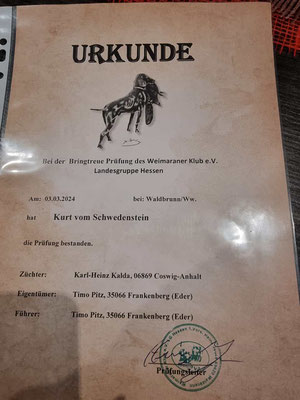 URKUNDE
Bei der Bringtreue Prüfung des Weimaraner Klub e.V.
Landesgruppe Hessen
Am: 03.03.2024 bei: Waldbrunn/Ww.
hat Kurt vom Schwedenstein
die Prüfung bestanden.
Züchter: Karl-Heinz Kalda, 06869 Coswig-Anhalt
Eigentümer: Timo Pitz, 35066 Frankenberg (Eder)
Führer: Timo Pitz, 35066 Frankenberg (Eder)
Prüfungsleiter